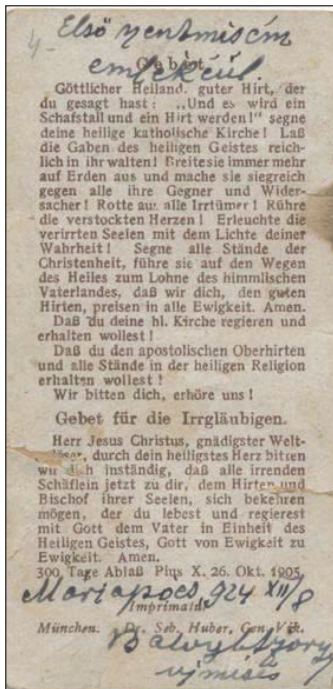 Első szentmisém
Gebet.
emlékéül.
Göttlicher Heiland, guter Hirt, der
du gesagt hast: „Und es wird ein
Schafstall und ein Hirt werden!" segne
deine heilige katholische Kirche! Laß
die Gaben des heiligen Geistes reich-
lich in ihr walten! Breite sie immer mehr
auf Erden aus und mache sie siegreich
gegen alle ihre Gegner und Wider-
sacher! Rotte aus alle Irrtümer! Rühre
die verstockten Herzen! Erleuchte die
verirrten Seelen mit dem Lichte deiner
Wahrheit! Segne alle Stände der
Christenheit, führe sie auf den Wegen
des Heiles zum Lohne des himmlischen
Vaterlandes, daß wir dich, den guten
Hirten, preisen in alle Ewigkeit. Amen.
Daß du deine hl. Kirche regieren und
erhalten wollest!
Daß du den apostolischen Oberhirten
und alle Stände in der heiligen Religion
erhalten wollest!
Wir bitten dich, erhöre uns!
Gebet für die Irrgläubigen.
Herr Jesus Christus, gnädigster Welt-
erlöser, durch dein heiligstes Herz bitten
wir dich inständig, daß alle irrenden
Schäflein jetzt zu dir, dem Hirten und
Bischof ihrer Seelen, sich bekehren
mögen, der du lebest und regierest
mit Gott dem Vater in Einheit des
Heiligen Geistes, Gott von Ewigkeit zu
Ewigkeit. Amen.
300 Tage Ablaß Pius X. 26. Okt. 1905.
Mariapocs 924 XII/8
Imprimatur
München. Dr. Seb. Huber, Gen. Vik.
újmisés